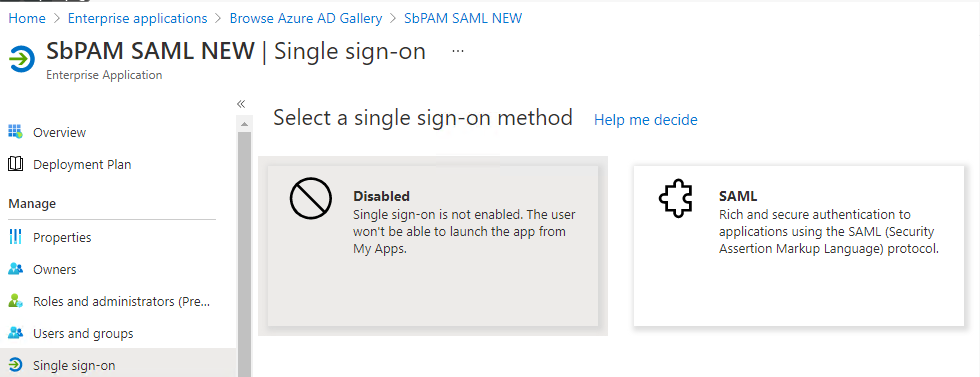 Home > Enterprise applications > Browse Azure AD Gallery > SbPAM SAML NEW
SbPAM SAML NEW | Single sign-on ...
Enterprise Application
«
Overview
Deployment Plan
Manage
Properties
Owners
Roles and administrators (Pre...
Users and groups
Single sign-on
Select a single sign-on method Help me decide
Disabled
Single sign-on is not enabled. The user
won't be able to launch the app from
My Apps.
SAML
Rich and secure authentication to
applications using the SAML (Security
Assertion Markup Language) protocol.